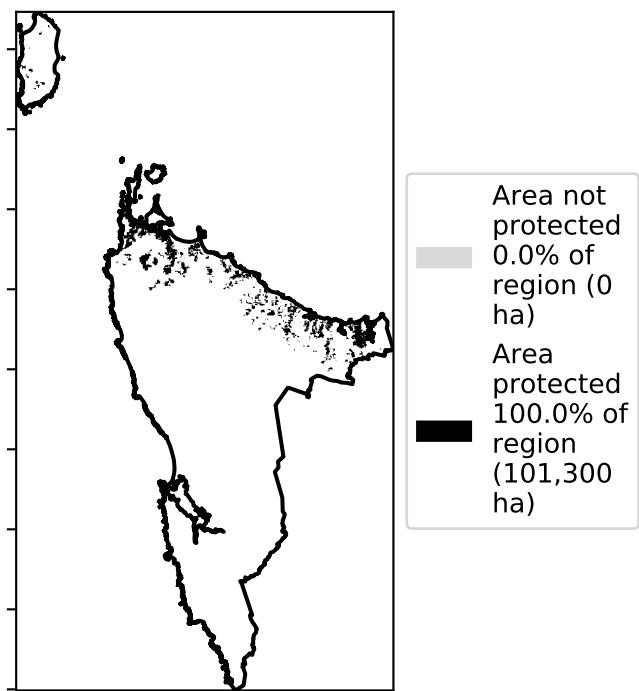 Area not
protected
0.0% of
region (0
ha)
Area
protected
100.0% of
region
(101,300
ha)